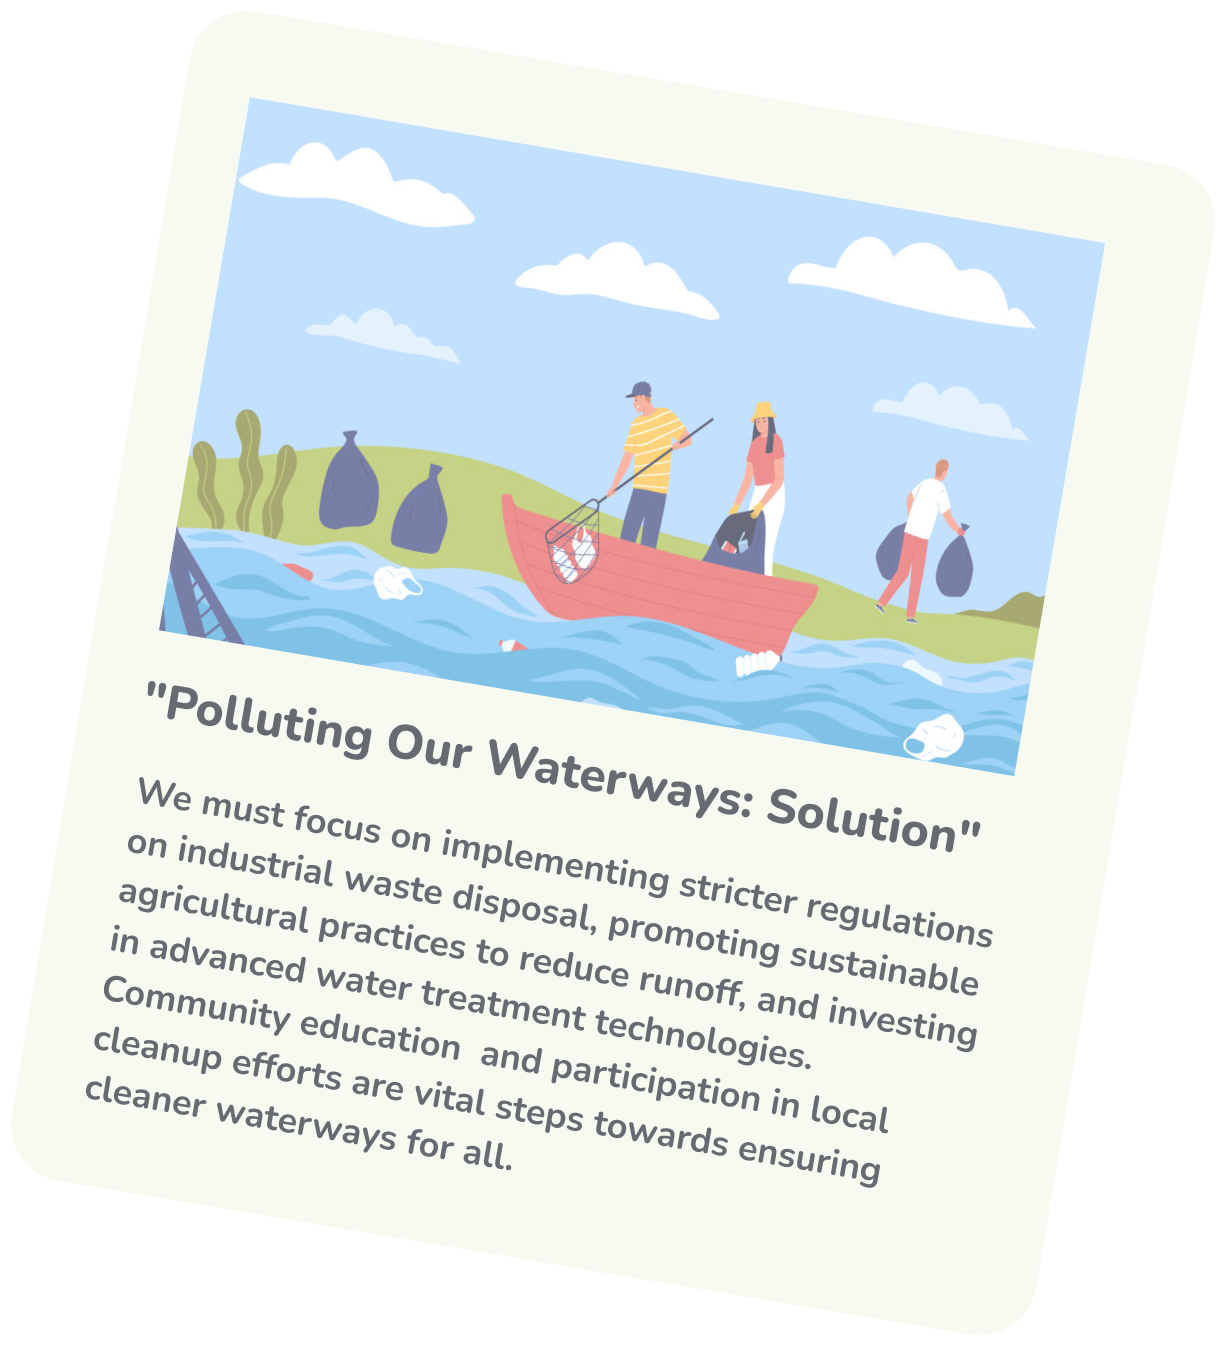 "Polluting Our Waterways: Solution"
We must focus on implementing stricter regulations
on industrial waste disposal, promoting sustainable
agricultural practices to reduce runoff, and investing
in advanced water treatment technologies.
Community education  and participation in local
cleanup efforts are vital steps towards ensuring
cleaner waterways for all.